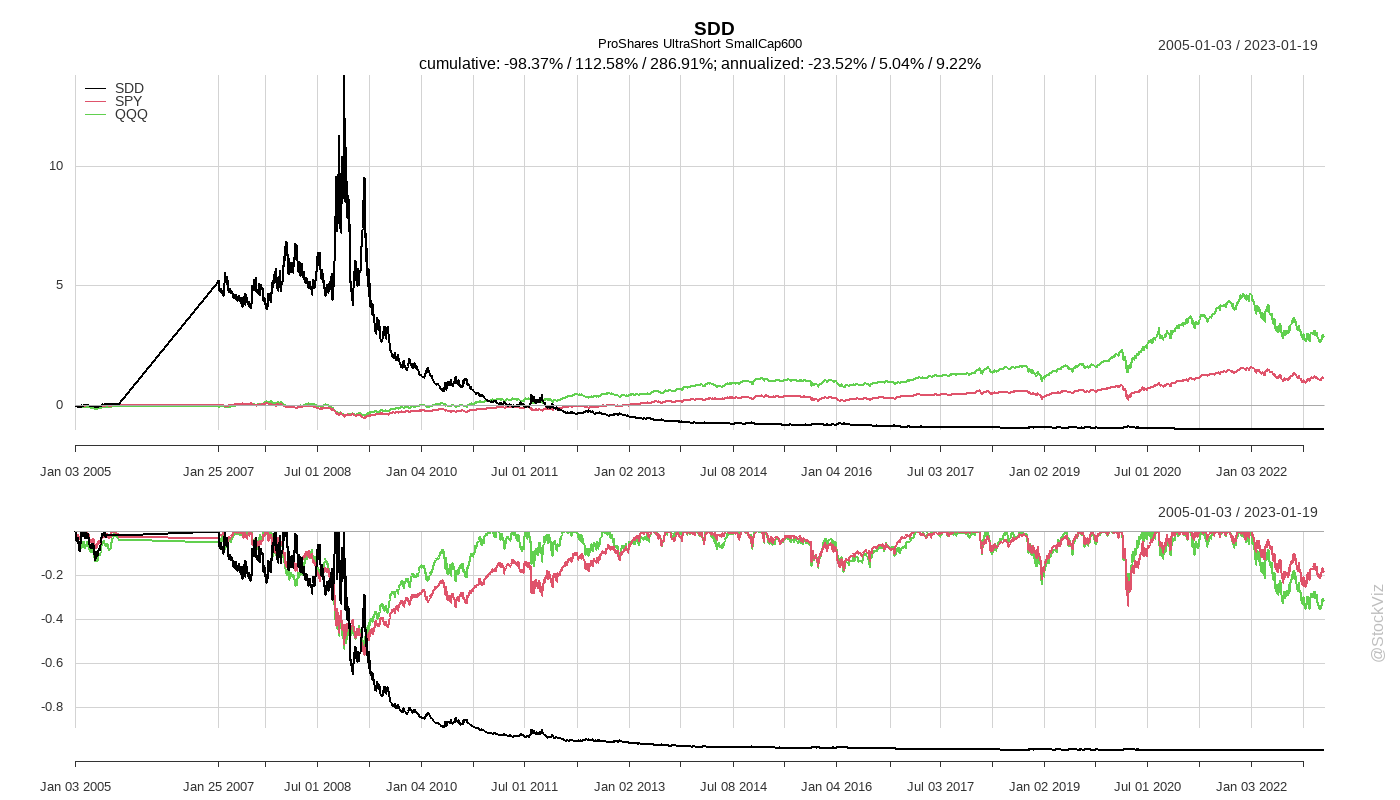 SDD
ProShares UltraShort SmallCap600
2005-01-03 / 2023-01-19
cumulative: -98.37% / 112.58% / 286.91%; annualized: -23.52% / 5.04% / 9.22%
SDD
SPY
QQQ
10
5
0
Jan 03 2005 Jan 25 2007 Jul 01 2008 Jan 04 2010 Jul 01 2011 Jan 02 2013 Jul 08 2014 Jan 04 2016 Jul 03 2017 Jan 02 2019 Jul 01 2020 Jan 03 2022
2005-01-03 / 2023-01-19
-0.2
-0.4
-0.6
-0.8
Jan 03 2005 Jan 25 2007 Jul 01 2008 Jan 04 2010 Jul 01 2011 Jan 02 2013 Jul 08 2014 Jan 04 2016 Jul 03 2017 Jan 02 2019 Jul 01 2020 Jan 03 2022
@StockViz